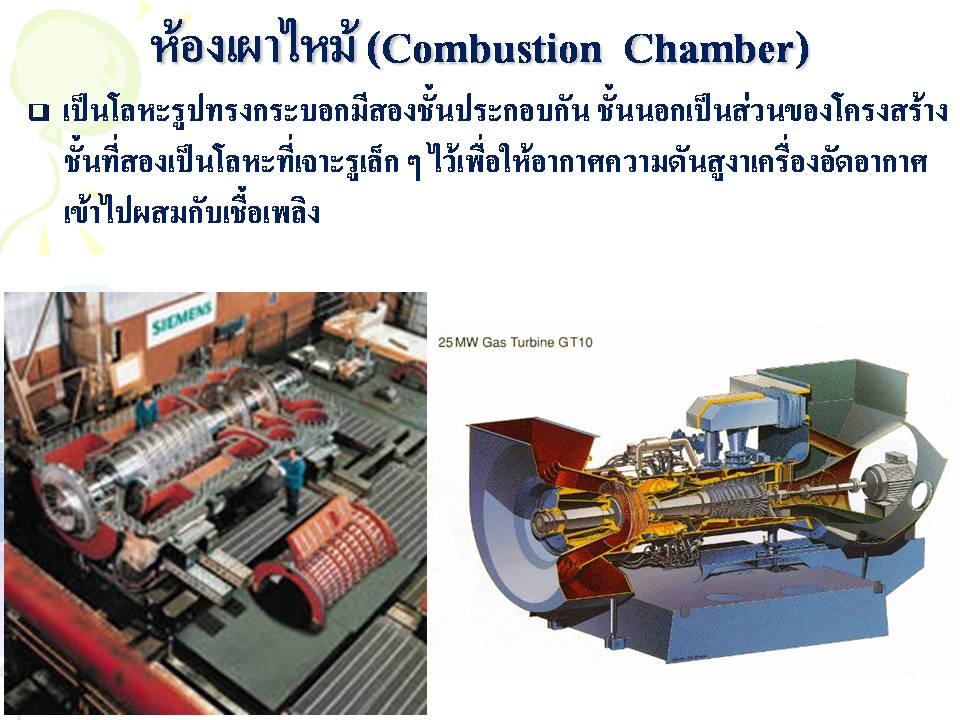 ห้องเผาไหม้ (Combustion Chamber)
❑ เป็นโลหะรูปทรงกระบอกมีสองชั้นประกอบกัน ชั้นนอกเป็นส่วนของโครงสร้าง
ชั้นที่สองเป็นโลหะที่เจาะรูเล็ก ๆ ไว้เพื่อให้อากาศความดันสูงาเครื่องอัดอากาศ
เข้าไปผสมกับเชื้อเพลิง
SIEMENS
25 MW Gas Turbine GT10